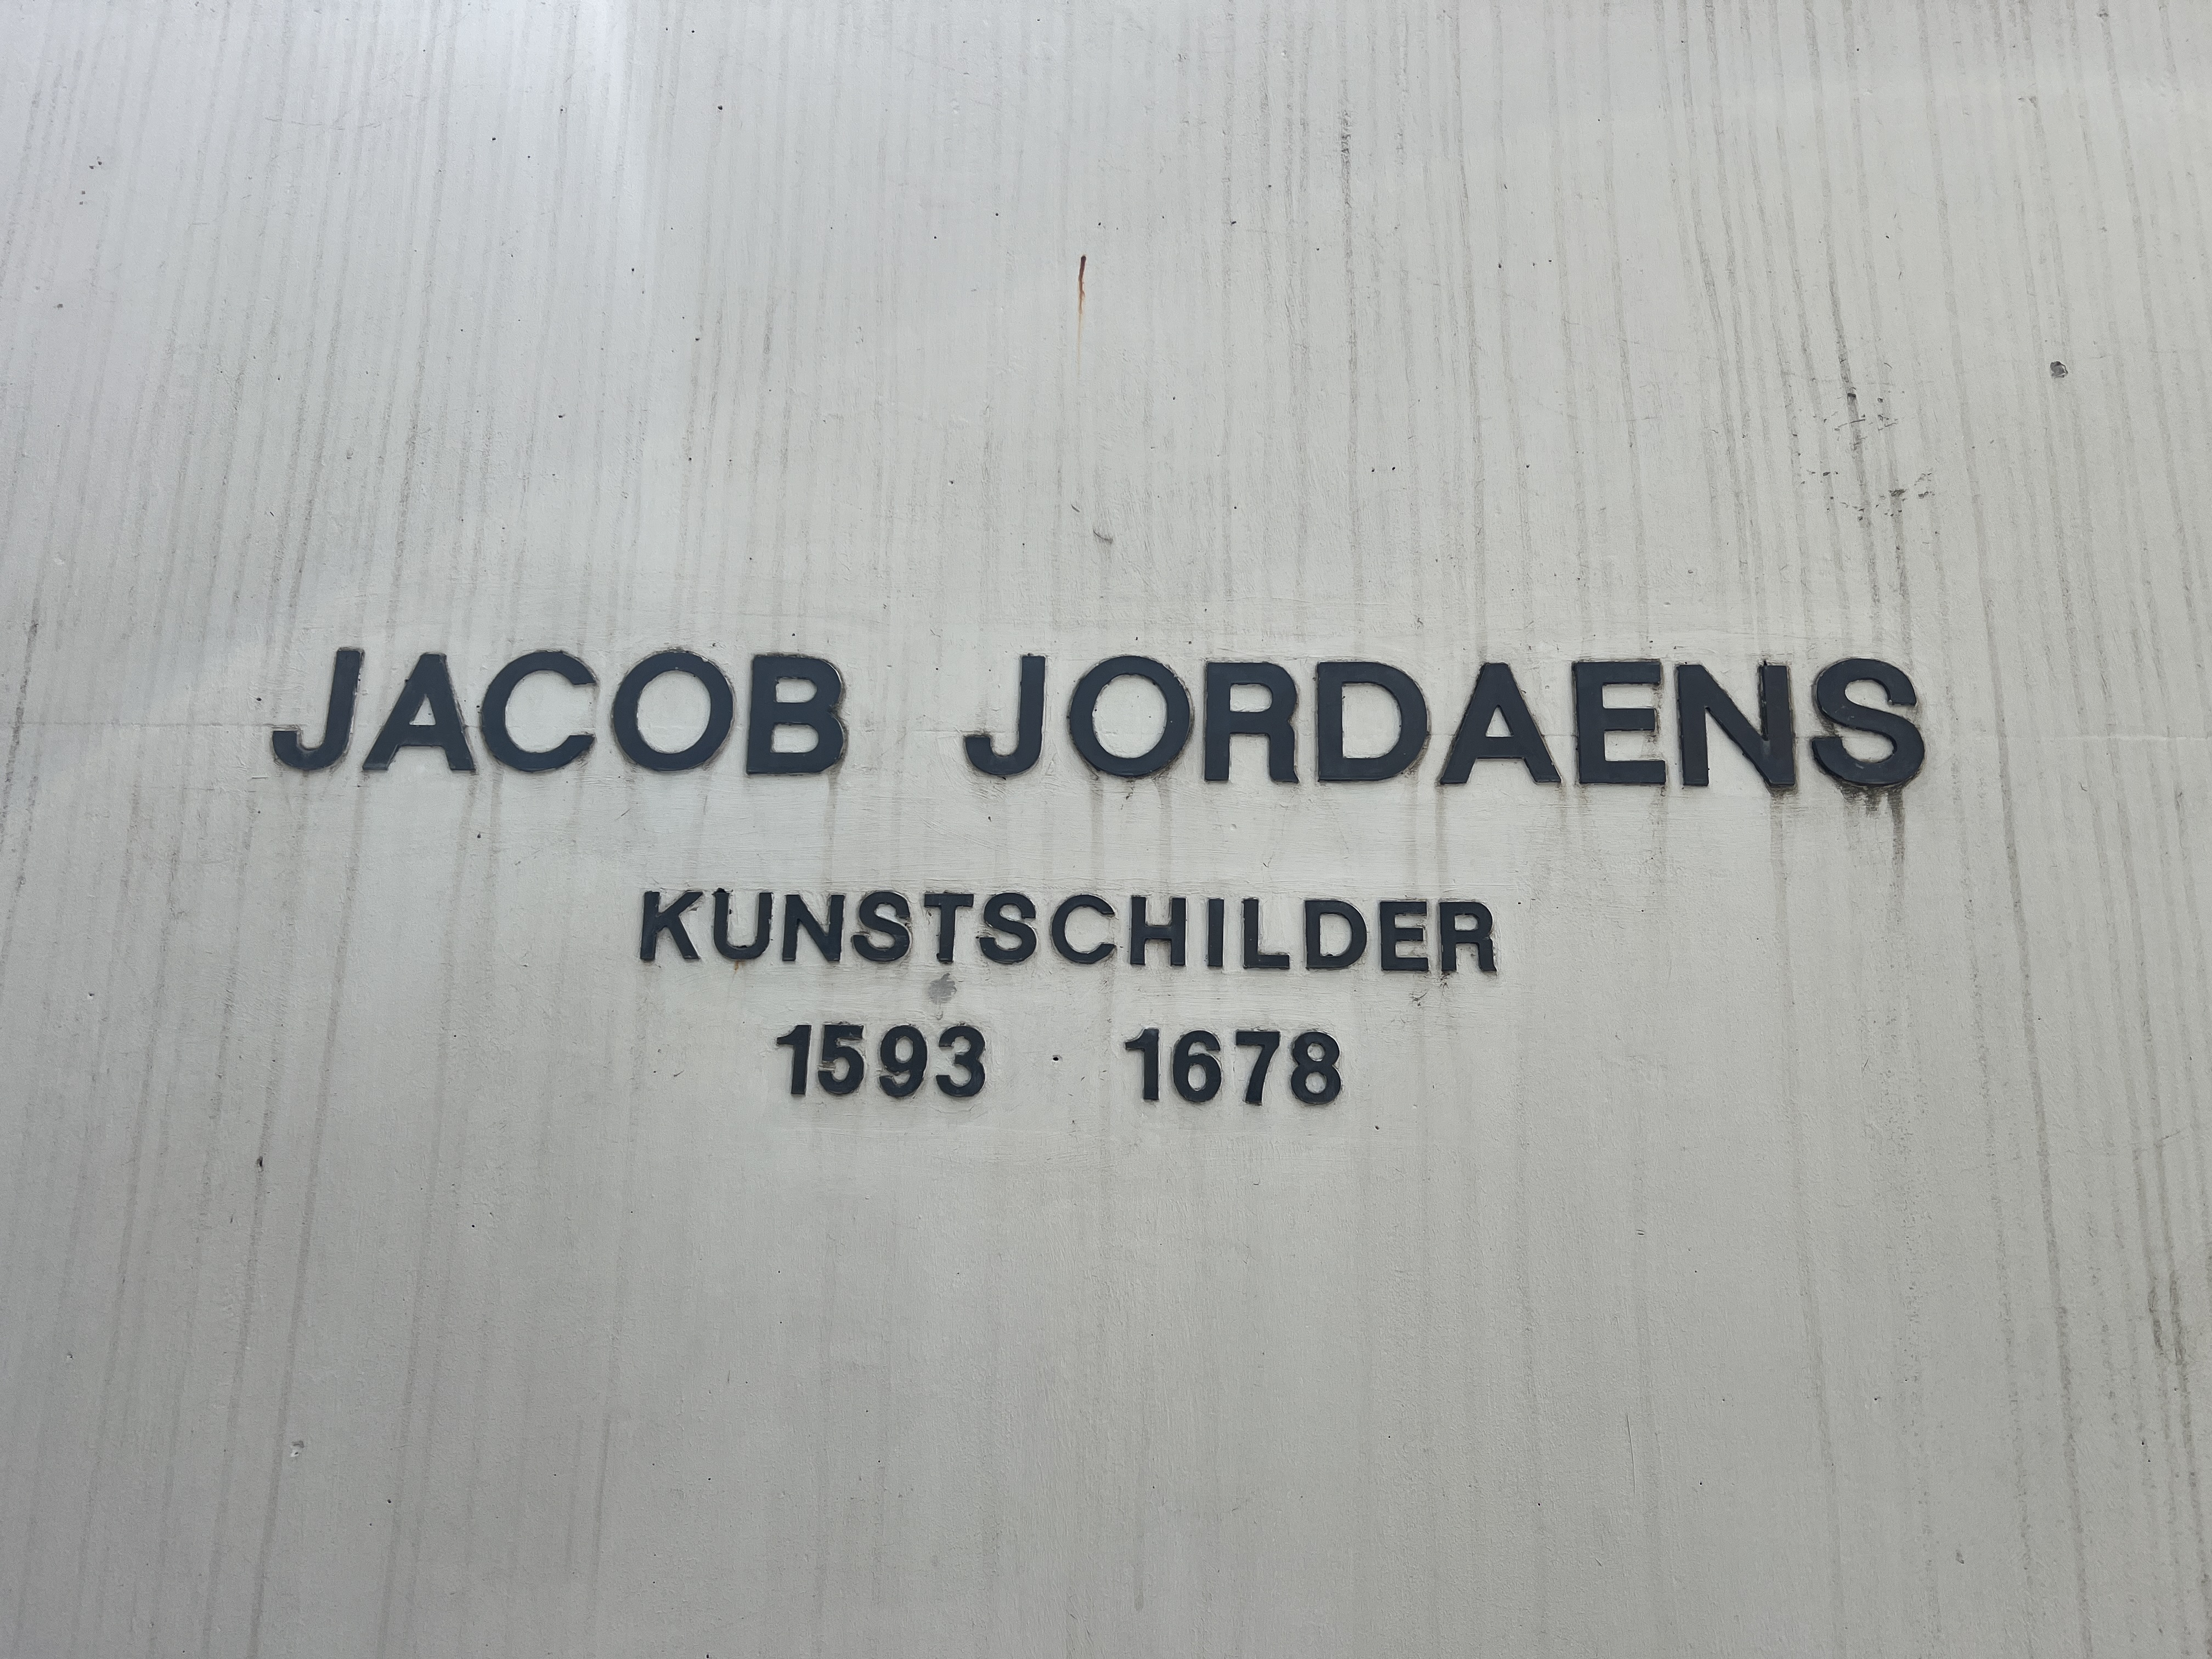 JACOB JORDAENS
KUNSTSCHILDER
1593 1678